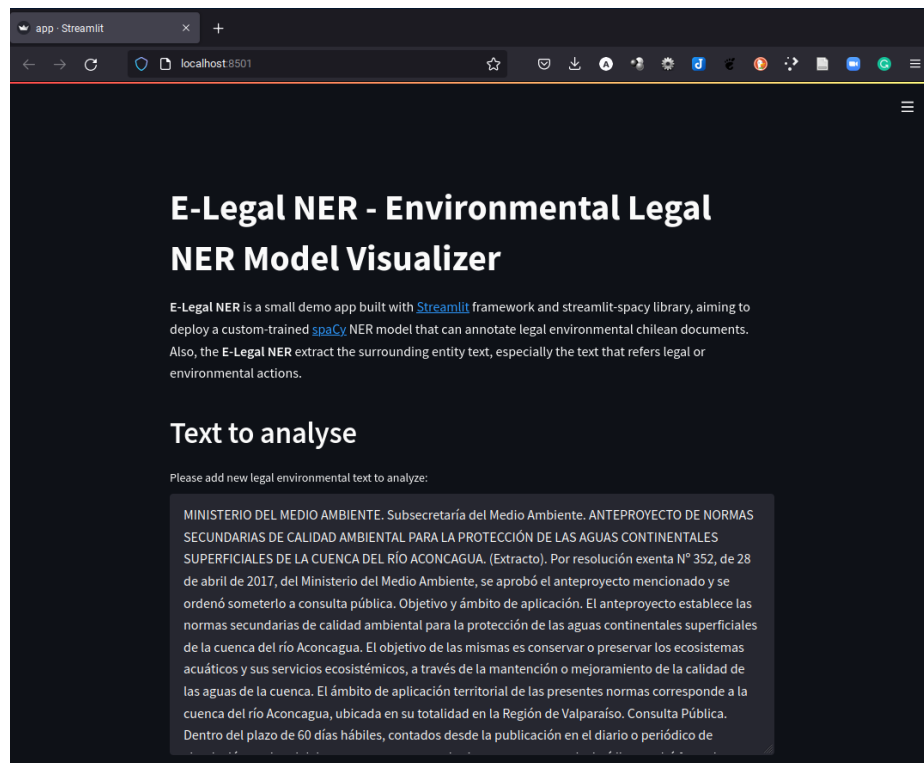 app · Streamlit
localhost:8501
E-Legal NER - Environmental Legal
NER Model Visualizer
E-Legal NER is a small demo app built with Streamlit framework and streamlit-spacy library, aiming to
deploy a custom-trained spaCy NER model that can annotate legal environmental chilean documents.
Also, the E-Legal NER extract the surrounding entity text, especially the text that refers legal or
environmental actions.
Text to analyse
Please add new legal environmental text to analyze:
MINISTERIO DEL MEDIO AMBIENTE. Subsecretaría del Medio Ambiente. ANTEPROYECTO DE NORMAS
SECUNDARIAS DE CALIDAD AMBIENTAL PARA LA PROTECCIÓN DE LAS AGUAS CONTINENTALES
SUPERFICIALES DE LA CUENCA DEL RÍO ACONCAGUA. (Extracto). Por resolución exenta Nº 352, de 28
de abril de 2017, del Ministerio del Medio Ambiente, se aprobó el anteproyecto mencionado y se
ordenó someterlo a consulta pública. Objetivo y ámbito de aplicación. El anteproyecto establece las
normas secundarias de calidad ambiental para la protección de las aguas continentales superficiales
de la cuenca del río Aconcagua. El objetivo de las mismas es conservar o preservar los ecosistemas
acuáticos y sus servicios ecosistémicos, a través de la mantención o mejoramiento de la calidad de
las aguas de la cuenca. El ámbito de aplicación territorial de las presentes normas corresponde a la
cuenca del río Aconcagua, ubicada en su totalidad en la Región de Valparaíso. Consulta Pública.
Dentro del plazo de 60 días hábiles, contados desde la publicación en el diario o periódico de